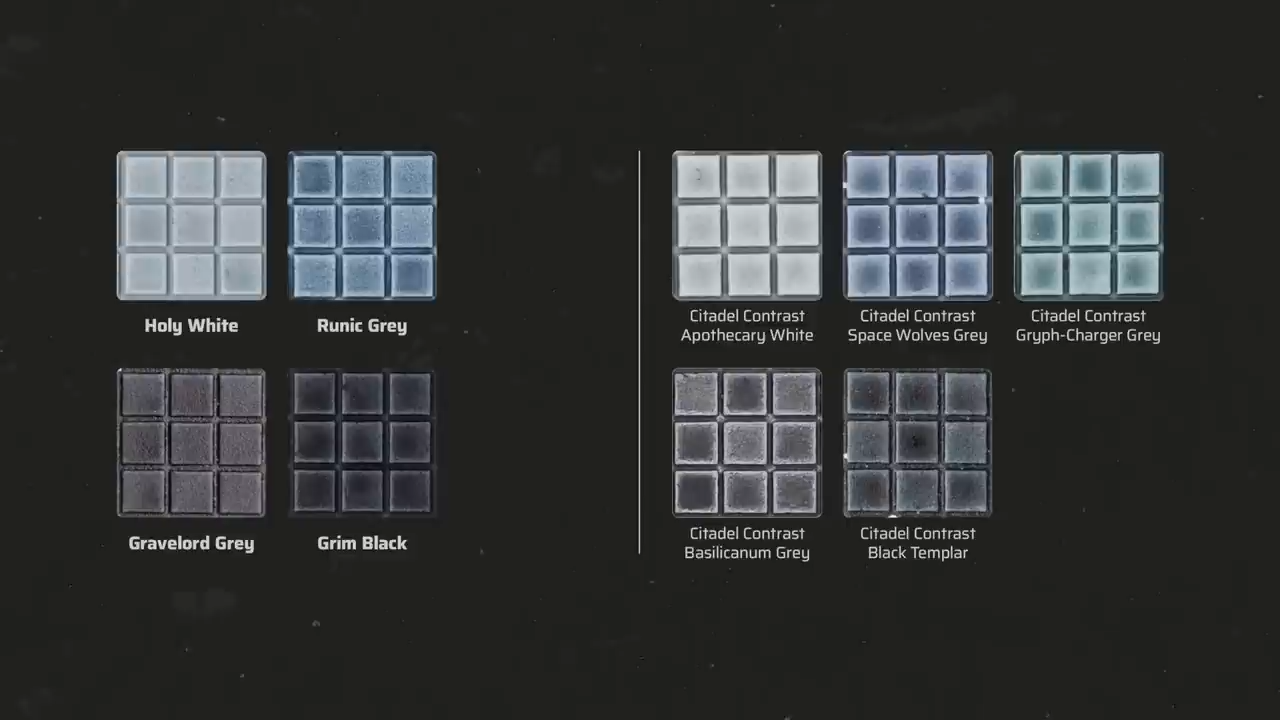 Holy White
Runic Grey
Citadel Contrast
Apothecary White
Citadel Contrast
Space Wolves Grey
Citadel Contrast
Gryph-Charger Grey
Gravelord Grey
Grim Black
Citadel Contrast
Basilicanum Grey
Citadel Contrast
Black Templar